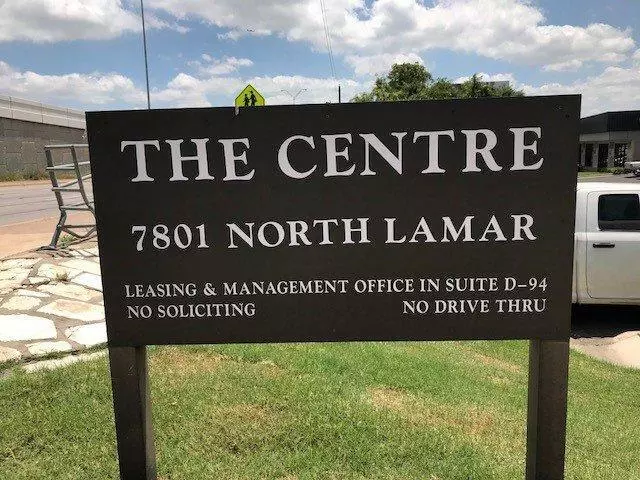 THE CENTRE
7801 NORTH LAMAR
LEASING & MANAGEMENT OFFICE IN SUITE D–94
NO SOLICITING NO DRIVE THRU